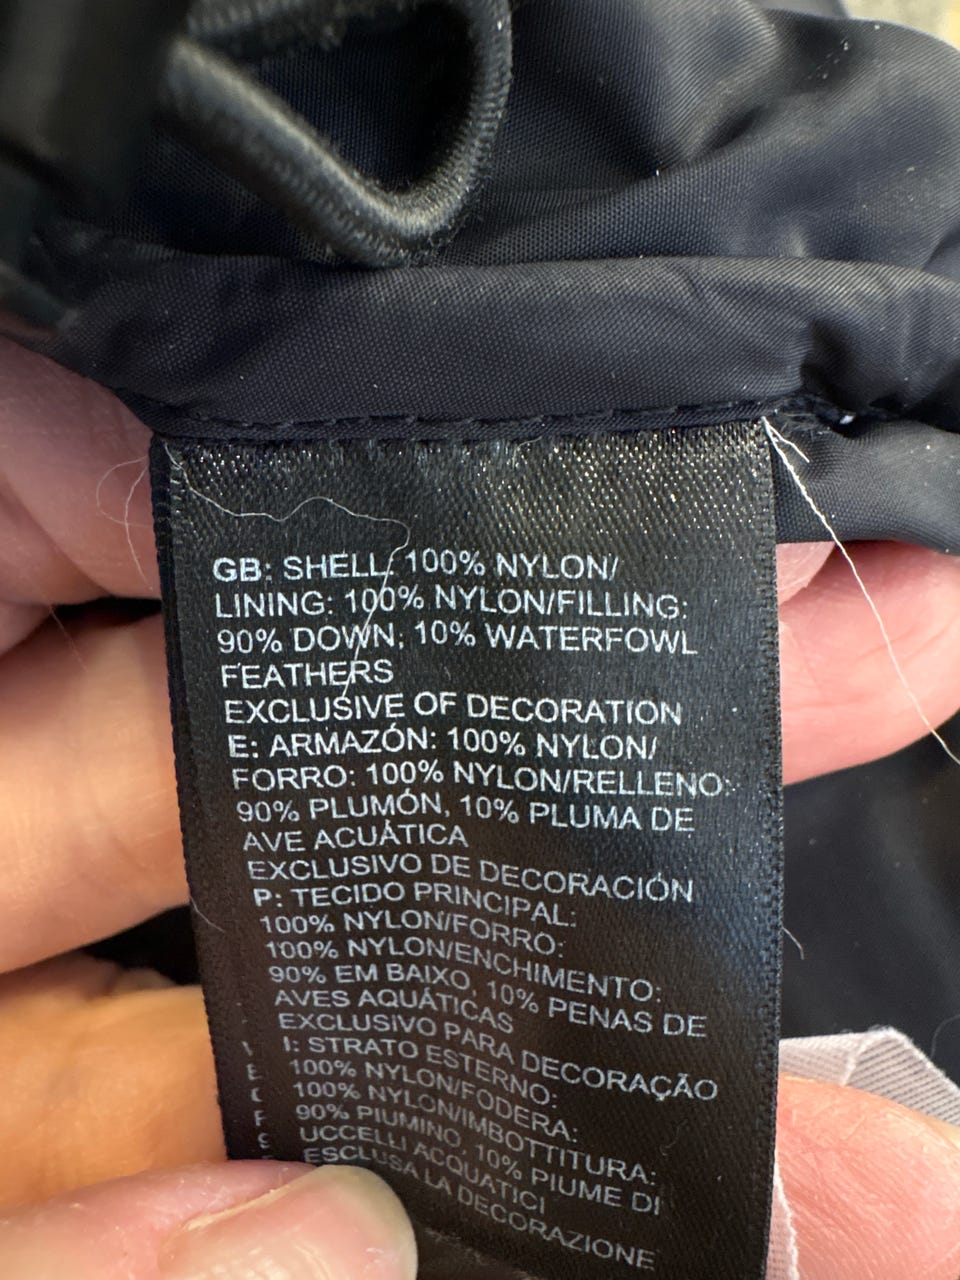 GB: SHELL: 100% NYLON/
LINING: 100% NYLON/FILLING:
90% DOWN, 10% WATERFOWL
FEATHERS
EXCLUSIVE OF DECORATION
E: ARMAZÓN: 100% NYLON/
FORRO: 100% NYLON/RELLENO:
90% PLUMÓN, 10% PLUMA DE
AVE ACUÁTICA
EXCLUSIVO DE DECORACIÓN
P: TECIDO PRINCIPAL:
100% NYLON/FORRO:
100% NYLON/ENCHIMENTO:
90% EM BAIXO, 10% PENAS DE
AVES AQUÁTICAS
EXCLUSIVO PARA DECORAÇÃO
I: STRATO ESTERNO:
100% NYLON/FODERA:
100% NYLON/IMBOTTITURA:
90% PIUMINO, 10% PIUME DI
UCCELLI ACQUATICI
ESCLUSA LA DECORAZIONE